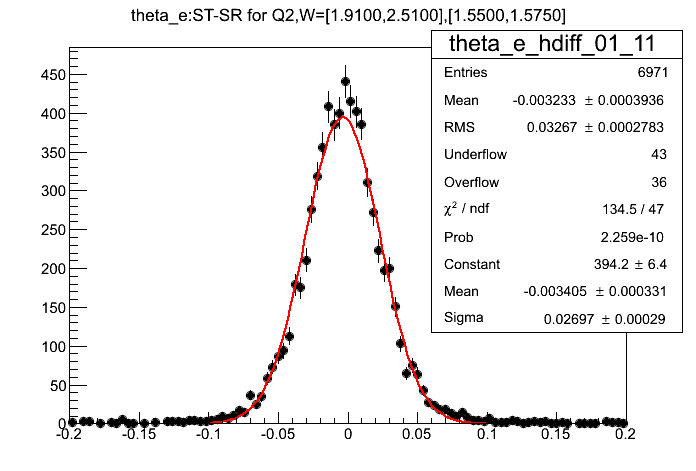 theta_e:ST-SR for Q2,W=[1.9100,2.5100],[1.5500,1.5750]
theta_e_hdiff_01_11
Entries 6971
Mean -0.003233 ± 0.0003936
RMS 0.03267 ± 0.0002783
Underflow 43
Overflow 36
χ² / ndf 134.5 / 47
Prob 2.259e-10
Constant 394.2 ± 6.4
Mean -0.003405 ± 0.000331
Sigma 0.02697 ± 0.00029
450
400
350
300
250
200
150
100
50
0
-0.2 -0.15 -0.1 -0.05 0 0.05 0.1 0.15 0.2